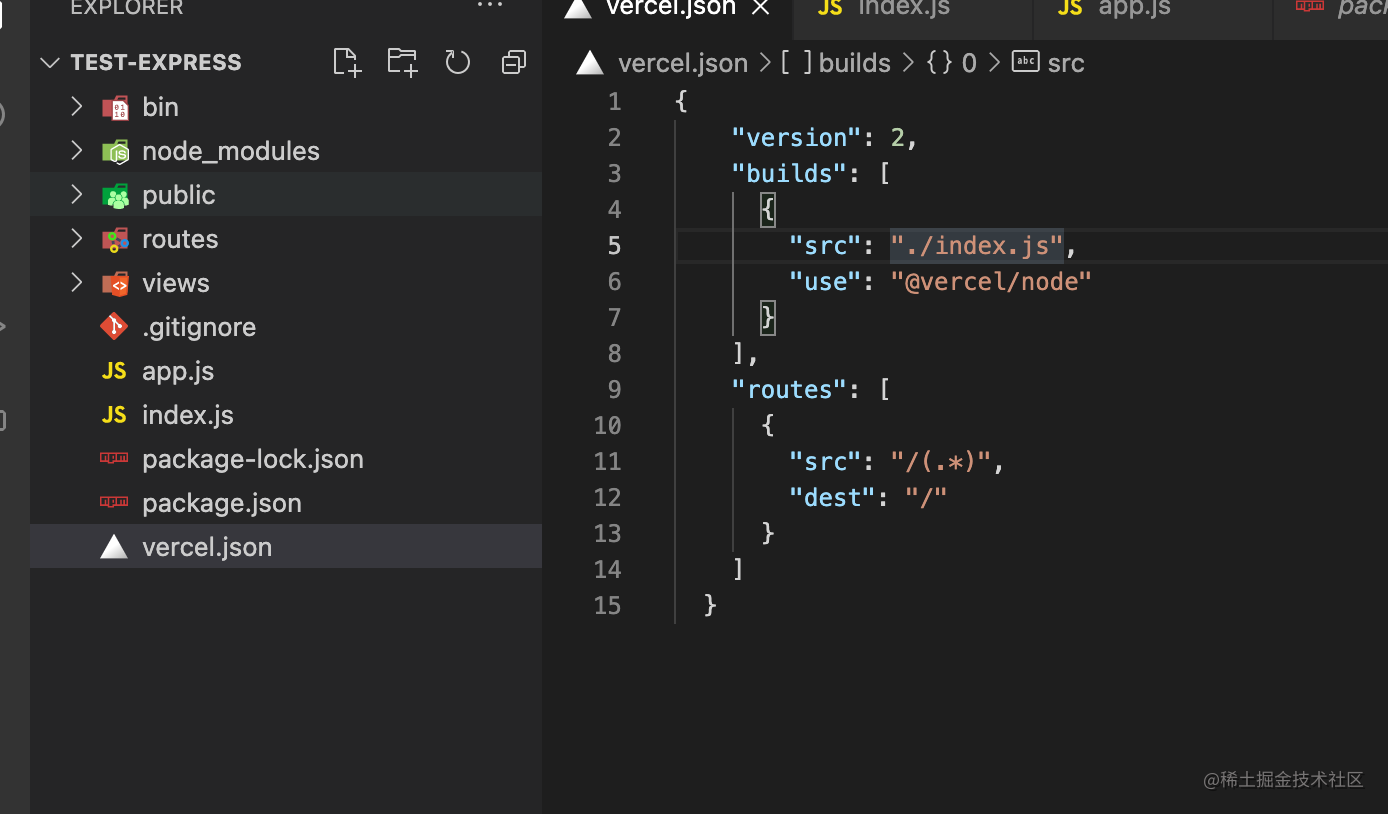 EXPLORER ...
TEST-EXPRESS
bin
node_modules
public
routes
views
.gitignore
JS app.js
JS index.js
package-lock.json
package.json
vercel.json
vercel.json JS index.js JS app.js
vercel.json > [ ] builds > {} 0 > abc src
1 {
2 "version": 2,
3 "builds": [
4 {
5 "src": "./index.js",
6 "use": "@vercel/node"
7 }
8 ],
9 "routes": [
10 {
11 "src": "/(.*)",
12 "dest": "/"
13 }
14 ]
15 }
@稀土掘金技术社区